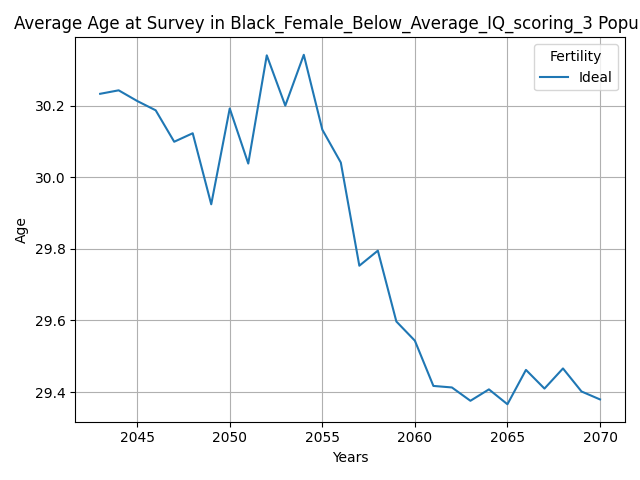 Average Age at Survey in Black_Female_Below_Average_IQ_scoring_3 Popu
Fertility
Ideal
30.2
30.0
29.8
29.6
29.4
Age
2045 2050 2055 2060 2065 2070
Years